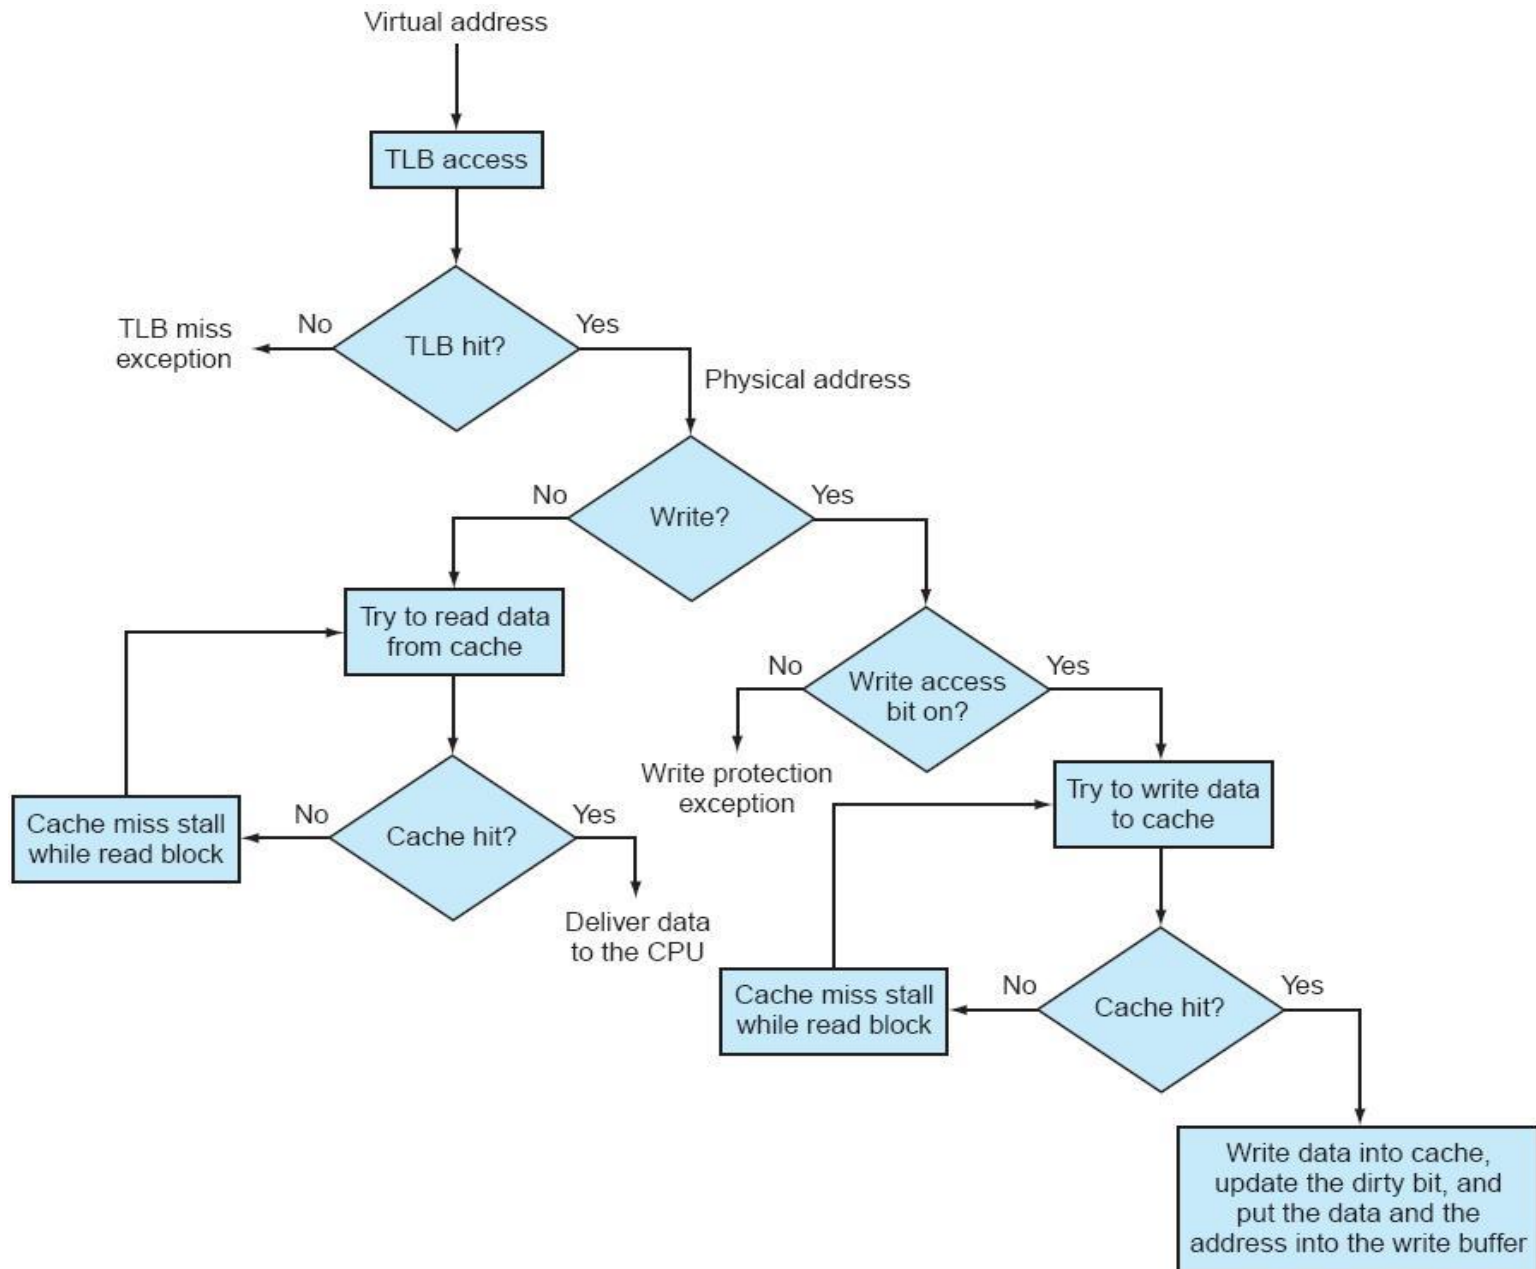 Virtual address
TLB access
TLB hit?
No
Yes
TLB miss
exception
Physical address
Write?
No
Yes
Try to read data
from cache
Write access
bit on?
No
Yes
Write protection
exception
Try to write data
to cache
Cache miss stall
while read block
No
Cache hit?
Yes
Deliver data
to the CPU
Cache miss stall
while read block
No
Cache hit?
Yes
Write data into cache,
update the dirty bit, and
put the data and the
address into the write buffer